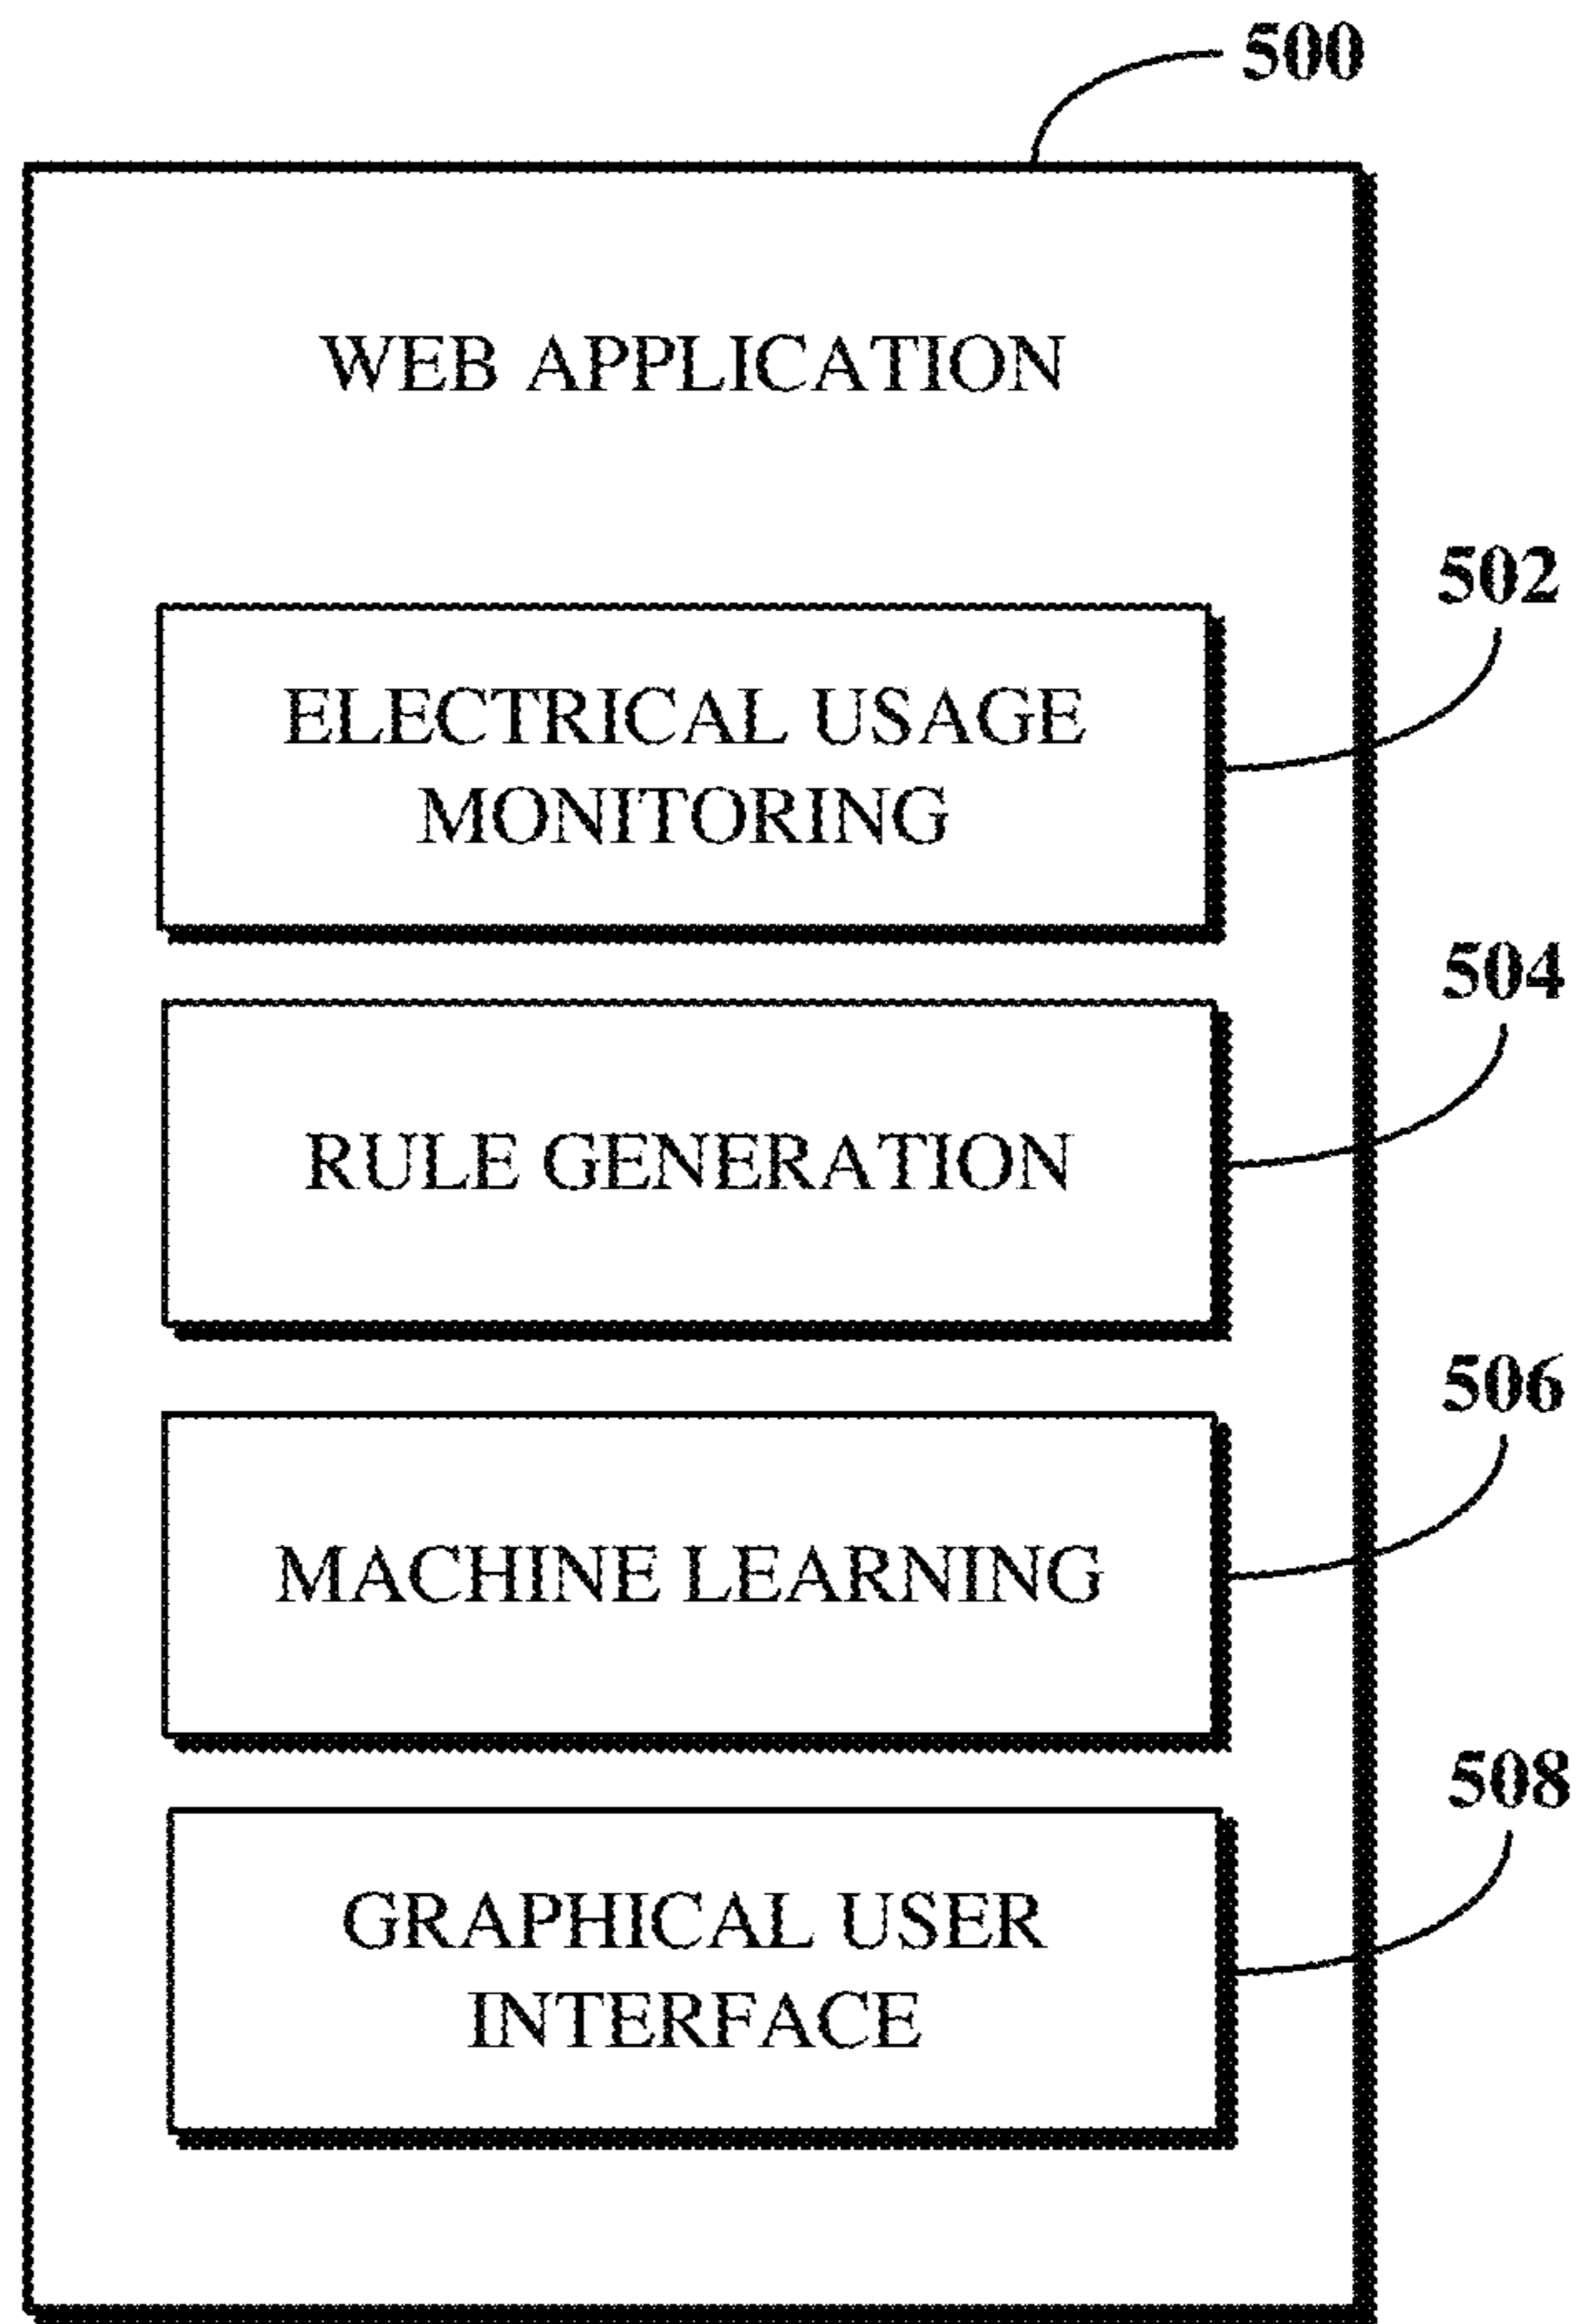 500
WEB APPLICATION
502
ELECTRICAL USAGE
MONITORING
504
RULE GENERATION
506
MACHINE LEARNING
508
GRAPHICAL USER
INTERFACE